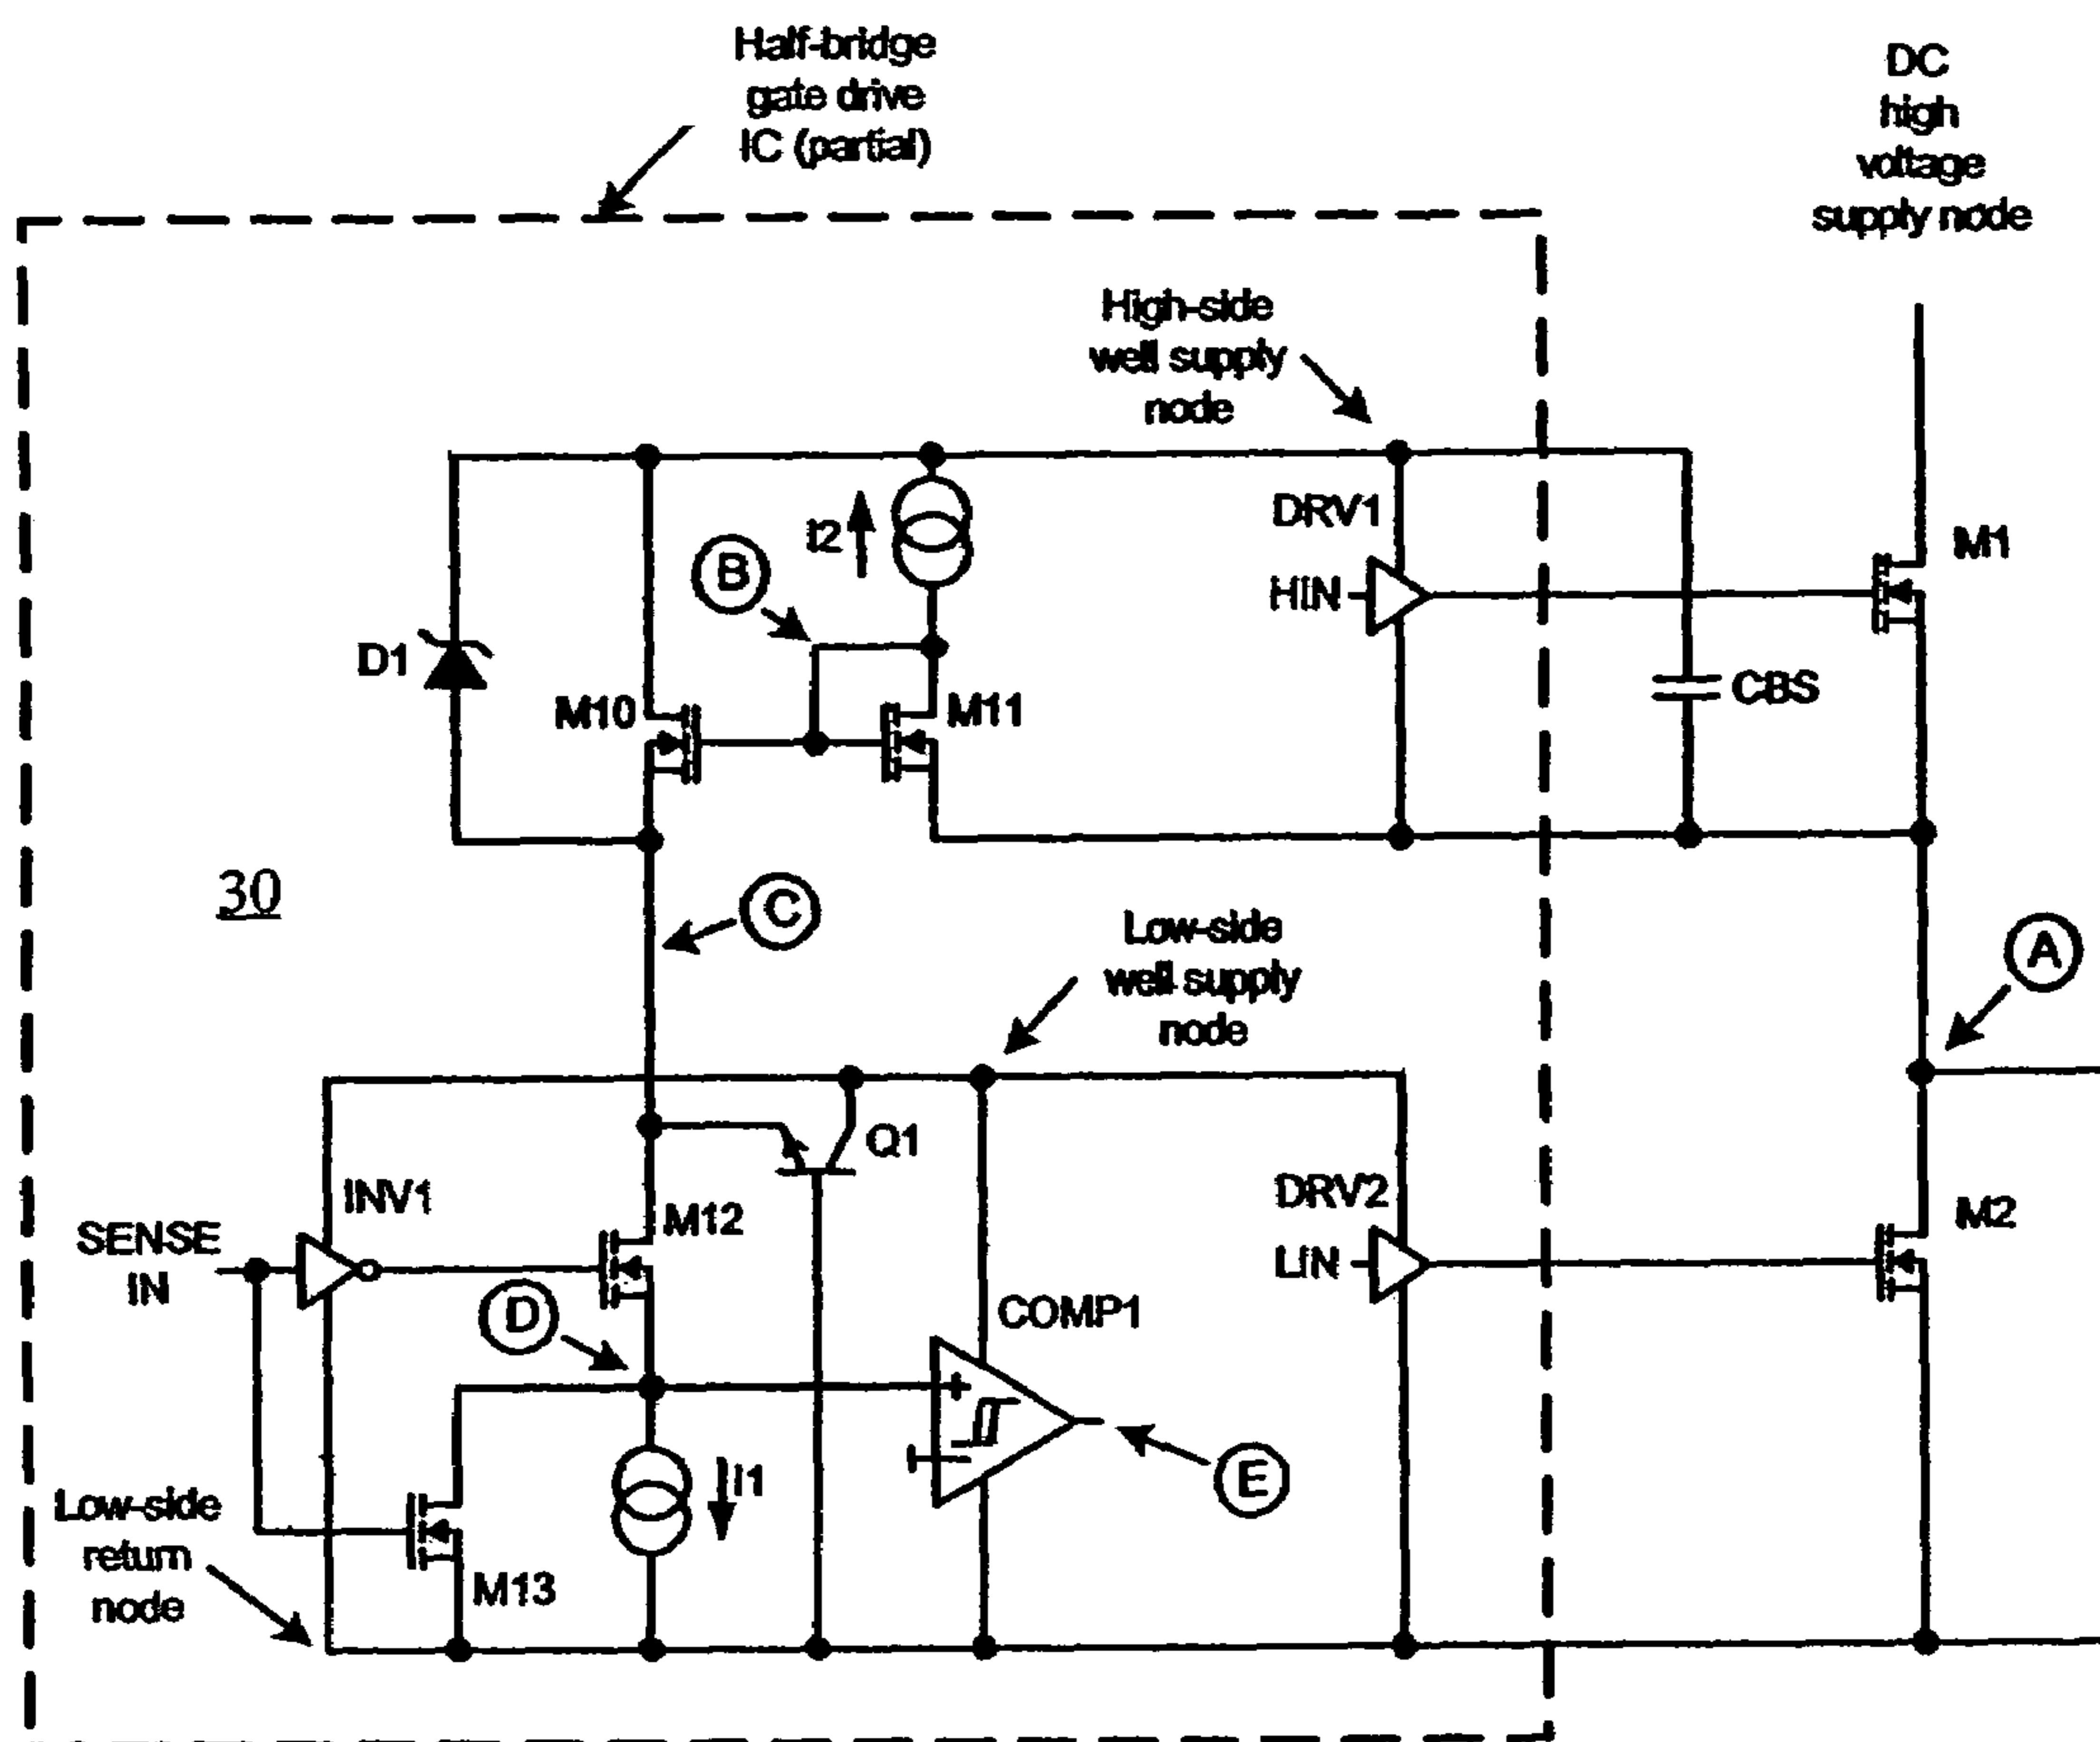 Half-bridge
gate drive
IC (partial)
DC
high
voltage
supply node
High-side
well supply
node
DRV1
I2
B
M1
HIN
D1
M10
M11
CBS
30
C
Low-side
well supply
node
A
Q1
INV1
M12
DRV2
M2
SENSE
IN
LIN
D
COMP1
+
I1
E
Low-side
return
node
M13